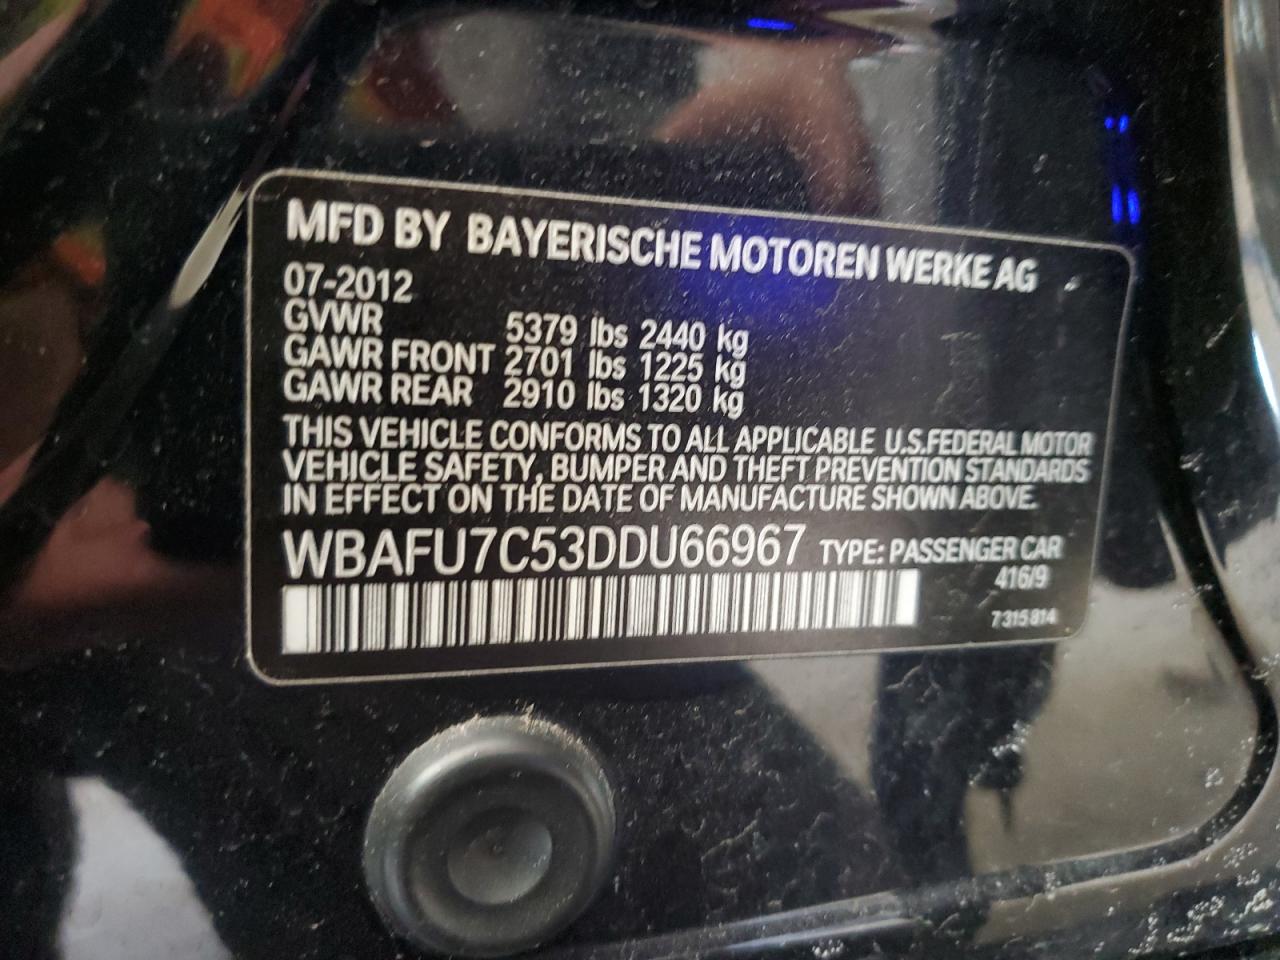 MFD BY BAYERISCHE MOTOREN WERKE AG
07-2012
GVWR 5379 lbs 2440 kg
GAWR FRONT 2701 lbs 1225 kg
GAWR REAR 2910 lbs 1320 kg
THIS VEHICLE CONFORMS TO ALL APPLICABLE U.S.FEDERAL MOTOR
VEHICLE SAFETY, BUMPER AND THEFT PREVENTION STANDARDS
IN EFFECT ON THE DATE OF MANUFACTURE SHOWN ABOVE.
WBAFU7C53DDU66967 TYPE: PASSENGER CAR
416/9
7 315 814